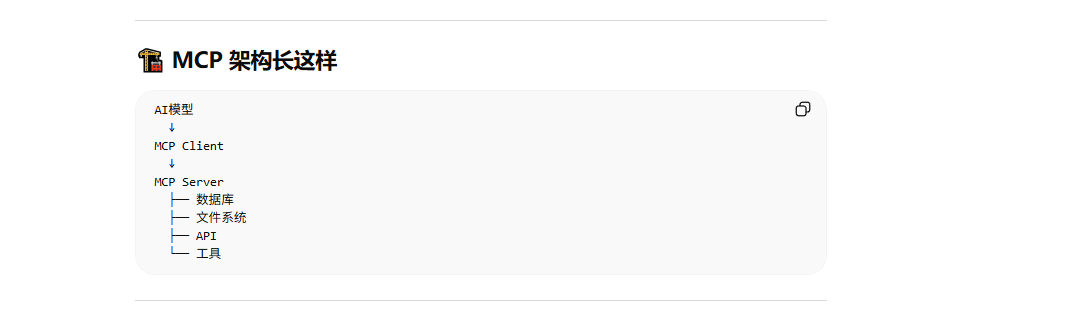 🏗️ MCP 架构长这样
AI模型
↓
MCP Client
↓
MCP Server
├── 数据库
├── 文件系统
├── API
└── 工具